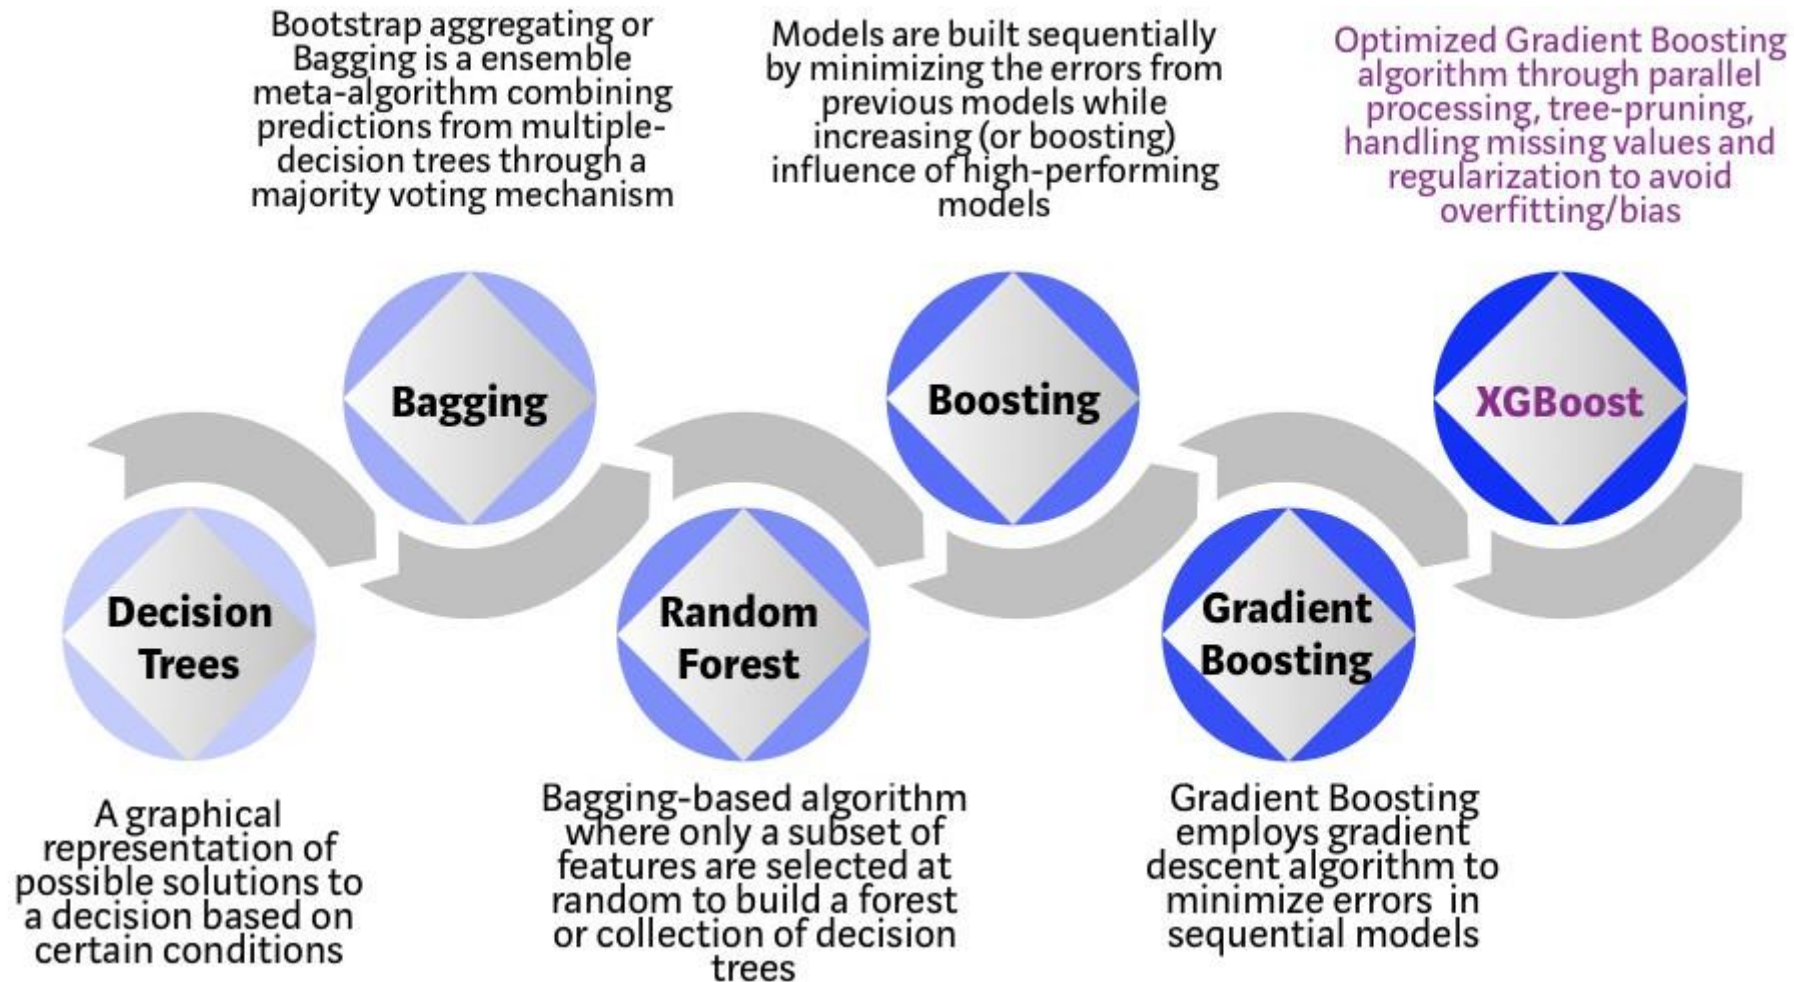 Bootstrap aggregating or
Bagging is a ensemble
meta-algorithm combining
predictions from multiple-
decision trees through a
majority voting mechanism
Models are built sequentially
by minimizing the errors from
previous models while
increasing (or boosting)
influence of high-performing
models
Optimized Gradient Boosting
algorithm through parallel
processing, tree-pruning,
handling missing values and
regularization to avoid
overfitting/bias
Bagging
Boosting
XGBoost
Decision
Trees
Random
Forest
Gradient
Boosting
A graphical
representation of
possible solutions to
a decision based on
certain conditions
Bagging-based algorithm
where only a subset of
features are selected at
random to build a forest
or collection of decision
trees
Gradient Boosting
employs gradient
descent algorithm to
minimize errors in
sequential models